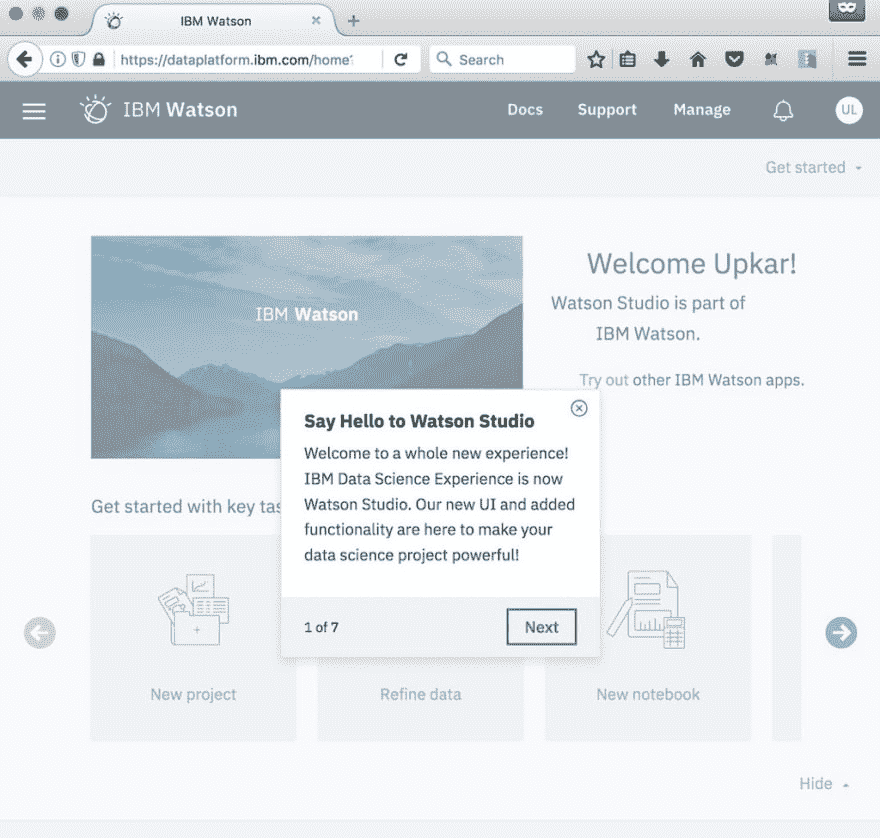 IBM Watson
https://dataplatform.ibm.com/home?
Search
IBM Watson
Docs
Support
Manage
UL
Get started
IBM Watson
Welcome Upkar!
Watson Studio is part of
IBM Watson.
Try out other IBM Watson apps.
Say Hello to Watson Studio
Welcome to a whole new experience!
IBM Data Science Experience is now
Watson Studio. Our new UI and added
functionality are here to make your
data science project powerful!
1 of 7
Next
Get started with key tas
New project
Refine data
New notebook
Hide